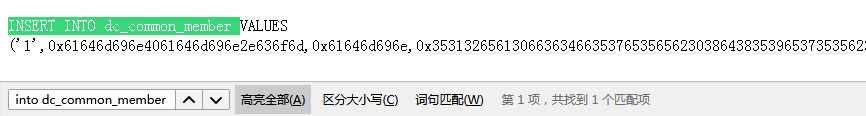 INSERT INTO dc_common_member VALUES
('1',0x61646d696e4061646d696e2e636f6d,0x61646d696e,0x353132656130663634663537653565623038643835396537353562
into dc_common_member 高亮全部(A) 区分大小写(C) 词句匹配(W) 第 1 项，共找到 1 个匹配项